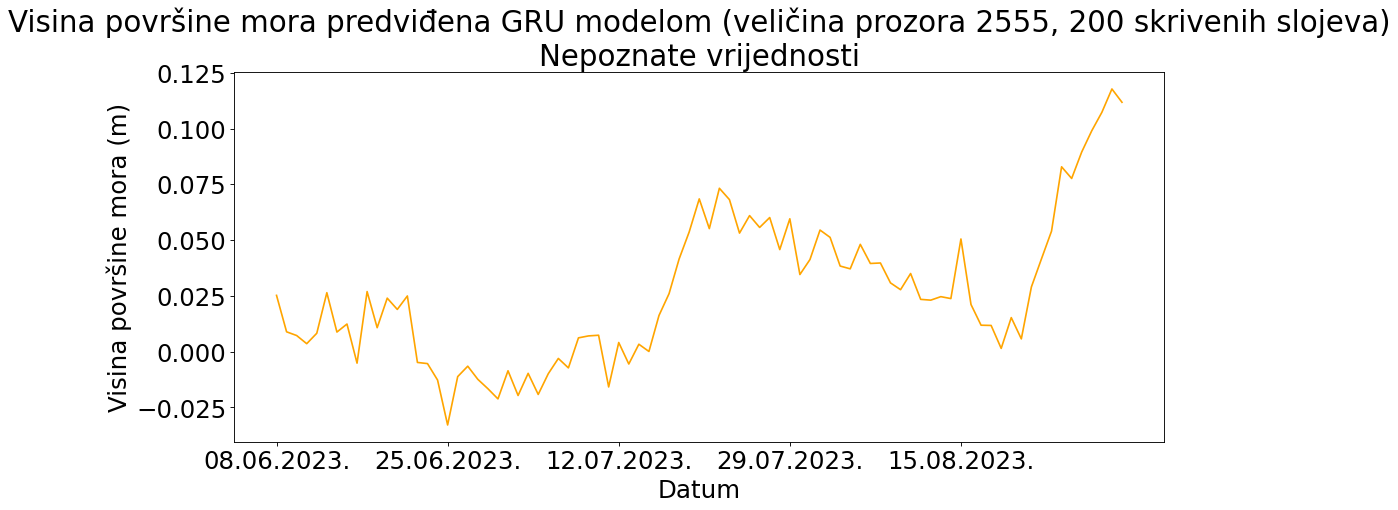 Visina površine mora predviđena GRU modelom (veličina prozora 2555, 200 skrivenih slojeva)
Nepoznate vrijednosti
Visina površine mora (m)
0.125
0.100
0.075
0.050
0.025
0.000
−0.025
08.06.2023. 25.06.2023. 12.07.2023. 29.07.2023. 15.08.2023.
Datum